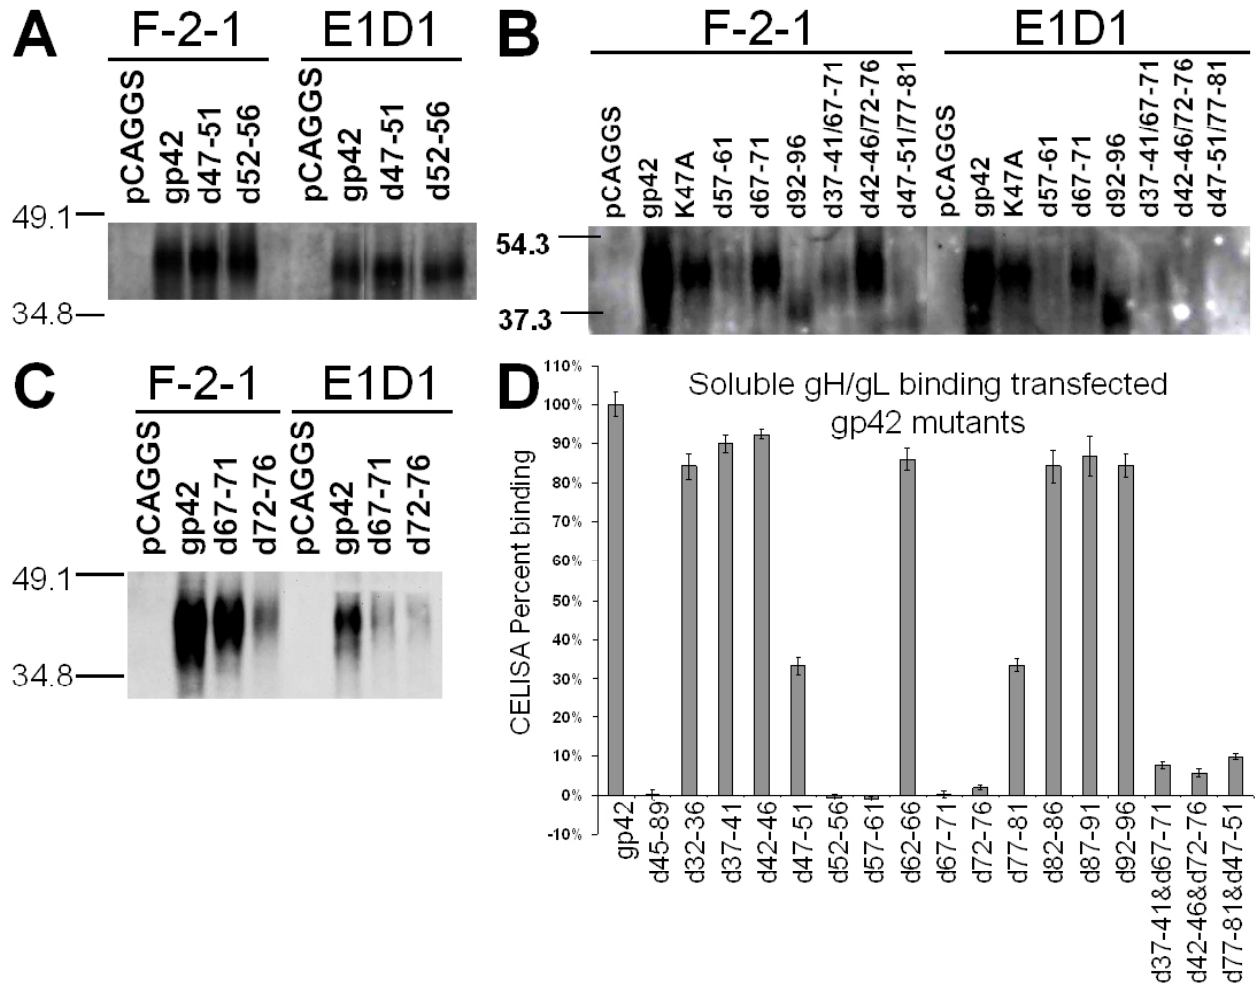 A
F-2-1
E1D1
pCAGGS
gp42
d47-51
d52-56
pCAGGS
gp42
d47-51
d52-56
49.1
34.8
B
F-2-1
E1D1
pCAGGS
gp42
K47A
d57-61
d67-71
d92-96
d37-41/67-71
d42-46/72-76
d47-51/77-81
pCAGGS
gp42
K47A
d57-61
d67-71
d92-96
d37-41/67-71
d42-46/72-76
d47-51/77-81
54.3
37.3
C
F-2-1
E1D1
pCAGGS
gp42
d67-71
d72-76
pCAGGS
gp42
d67-71
d72-76
49.1
34.8
D
Soluble gH/gL binding transfected
gp42 mutants
CELISA Percent binding
110%
100%
90%
80%
70%
60%
50%
40%
30%
20%
10%
0%
-10%
gp42
d45-89
d32-36
d37-41
d42-46
d47-51
d52-56
d57-61
d62-66
d67-71
d72-76
d77-81
d82-86
d87-91
d92-96
d37-41&d67-71
d42-46&d72-76
d77-81&d47-51